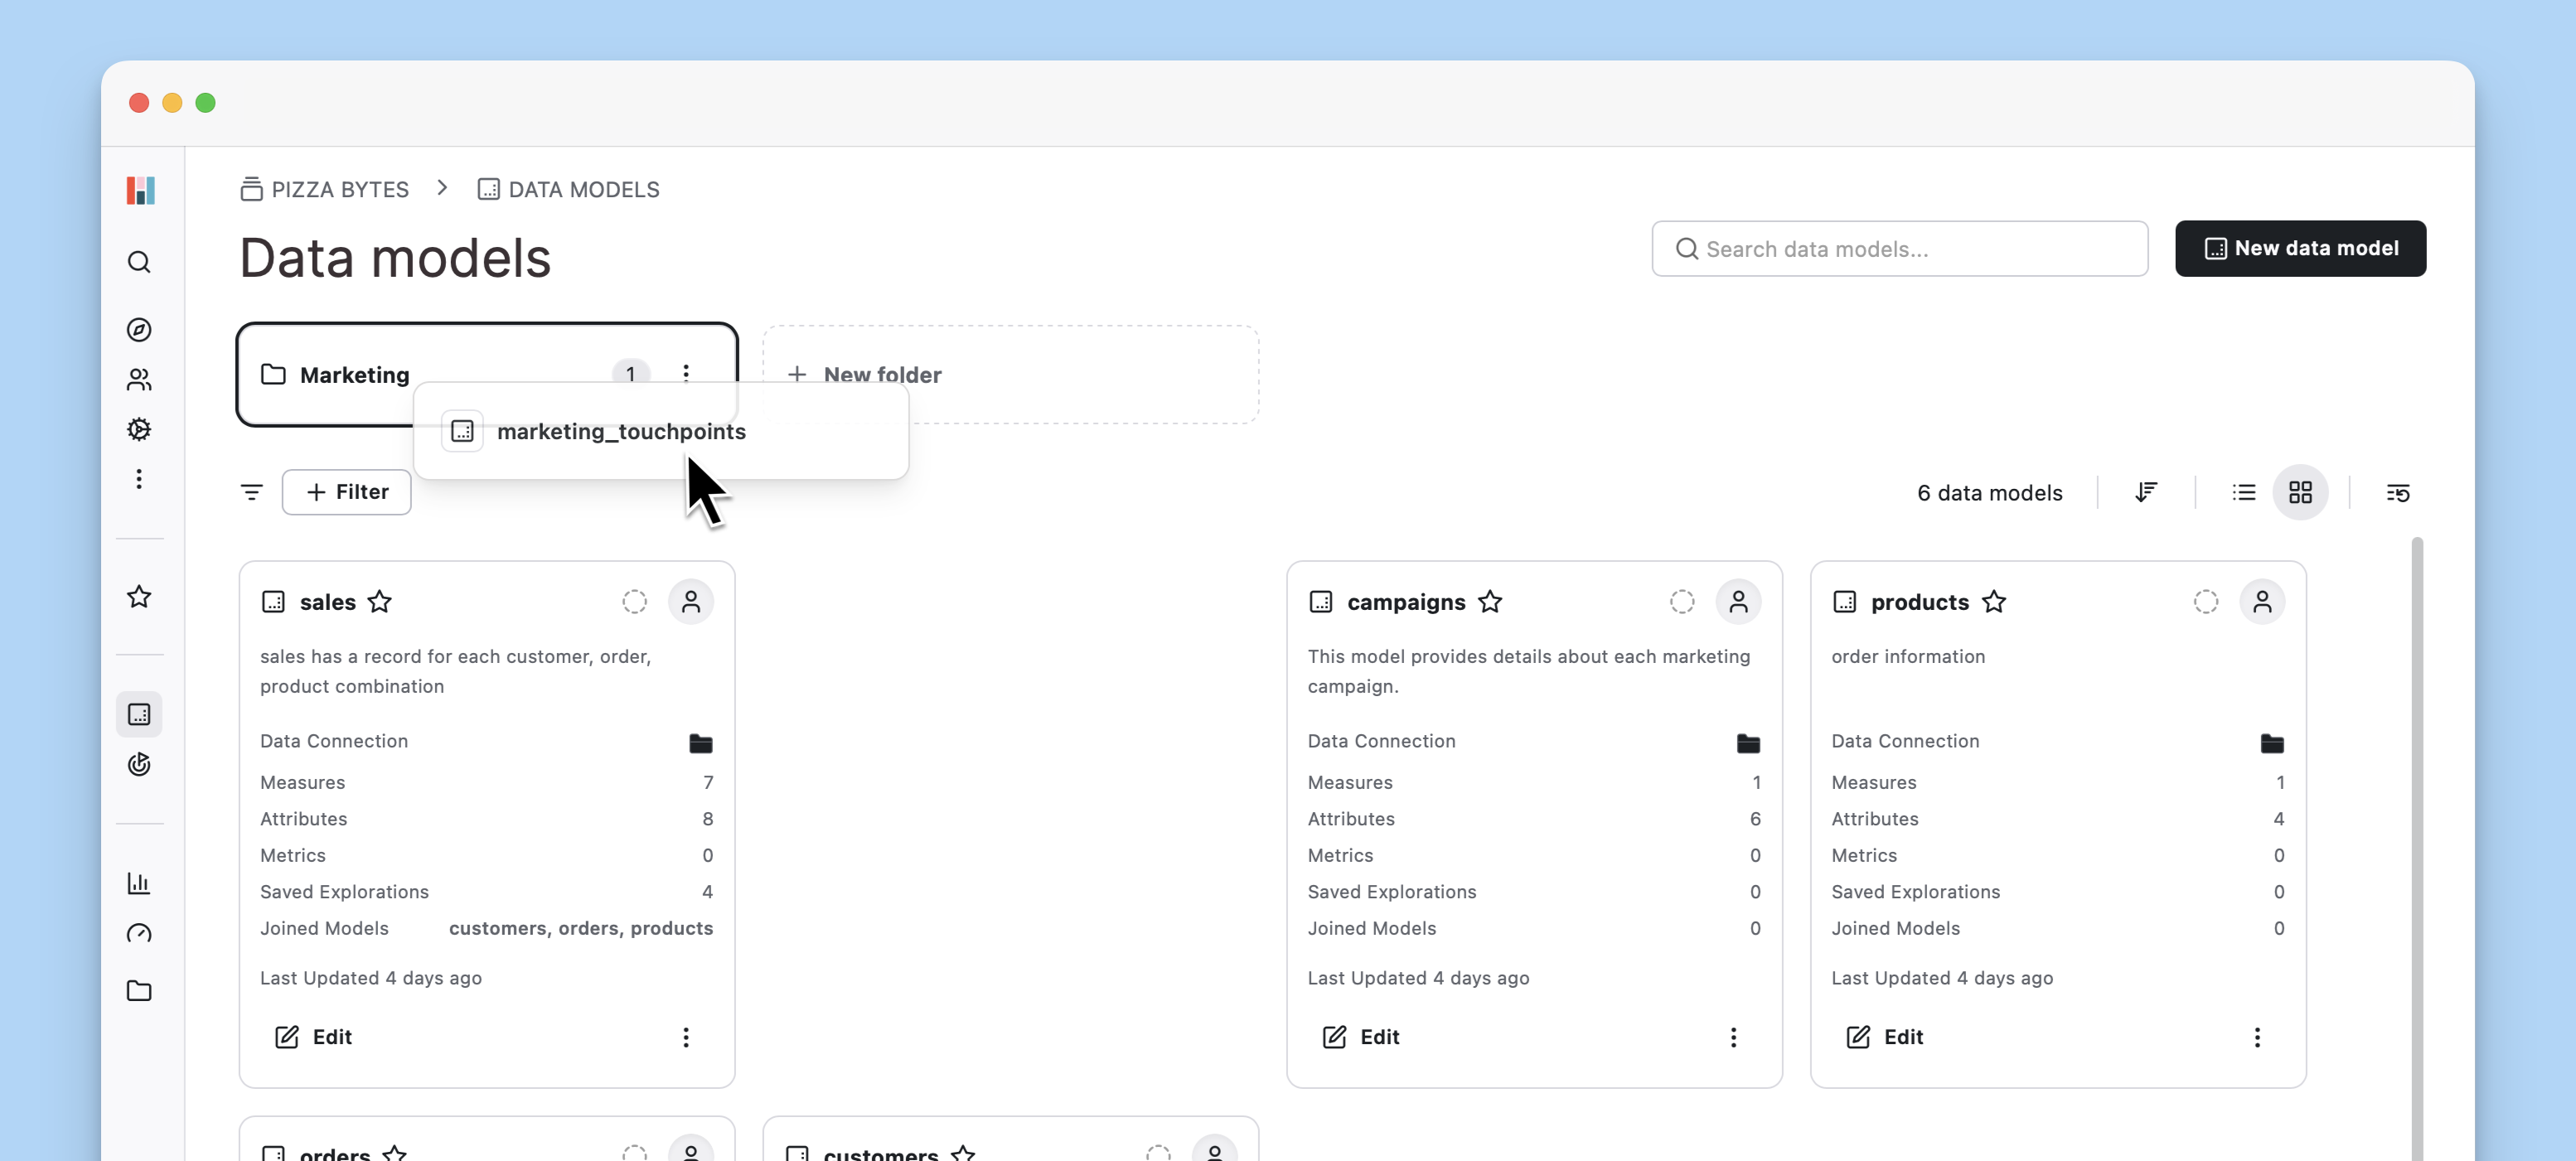 PIZZA BYTES
DATA MODELS
Data models
Search data models...
New data model
Marketing
1
New folder
marketing_touchpoints
Filter
6 data models
sales
sales has a record for each customer, order,
product combination
Data Connection
Measures 7
Attributes 8
Metrics 0
Saved Explorations 4
Joined Models customers, orders, products
Last Updated 4 days ago
Edit
campaigns
This model provides details about each marketing
campaign.
Data Connection
Measures 1
Attributes 6
Metrics 0
Saved Explorations 0
Joined Models 0
Last Updated 4 days ago
Edit
products
order information
Data Connection
Measures 1
Attributes 4
Metrics 0
Saved Explorations 0
Joined Models 0
Last Updated 4 days ago
Edit
orders
customers